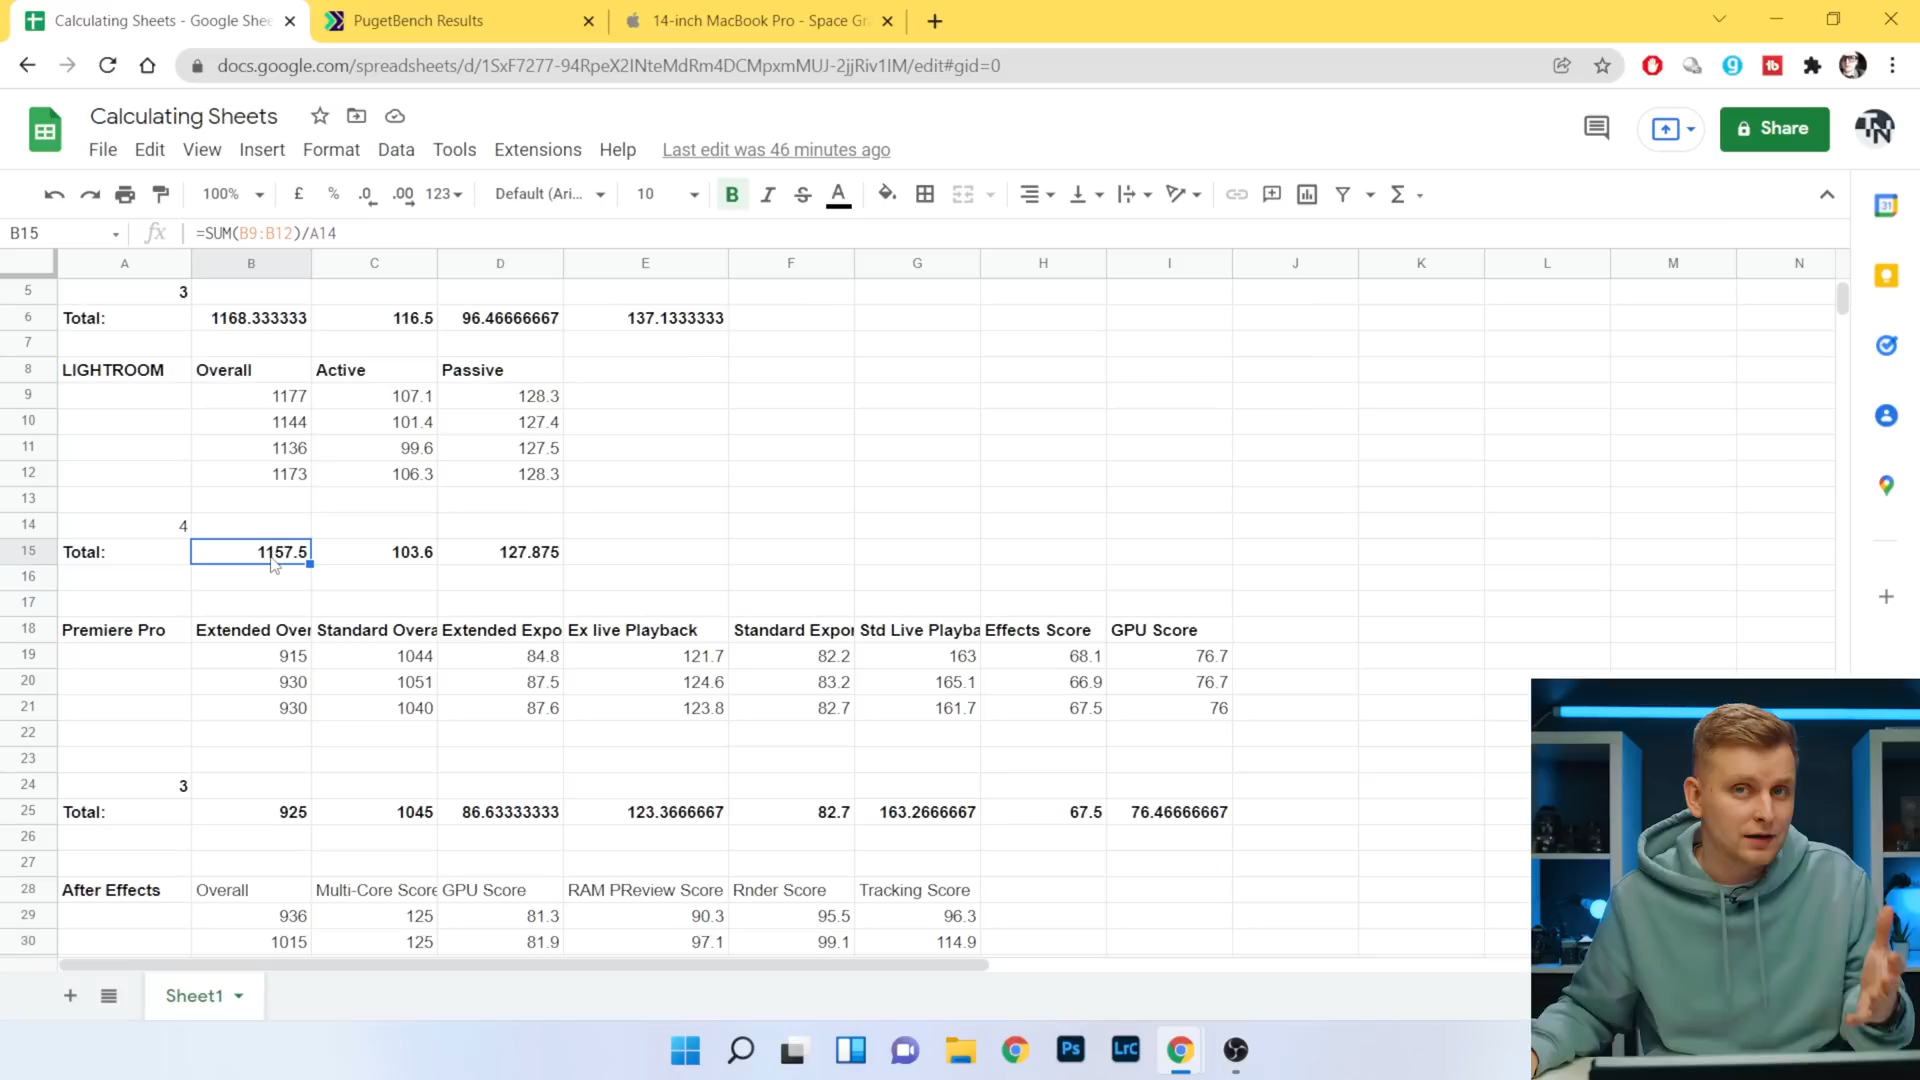 Calculating Sheets - Google Shee
PugetBench Results
14-inch MacBook Pro - Space Gr
docs.google.com/spreadsheets/d/1SxF7277-94RpeX2INteMdRm4DCMpxmMUJ-2jjRiv1IM/edit#gid=0
Calculating Sheets
File Edit View Insert Format Data Tools Extensions Help Last edit was 46 minutes ago
Share
TN
100% £ % .0 .00 123 Default (Ari... 10 B I S A Σ
31
B15 fx =SUM(B9:B12)/A14
A B C D E F G H I J K L M N
5 3
6 Total: 1168.333333 116.5 96.46666667 137.1333333
7
8 LIGHTROOM Overall Active Passive
9 1177 107.1 128.3
10 1144 101.4 127.4
11 1136 99.6 127.5
12 1173 106.3 128.3
13
14 4
15 Total: 1157.5 103.6 127.875
16
17
18 Premiere Pro Extended Over Standard Overa Extended Expo Ex live Playback Standard Expor Std Live Playba Effects Score GPU Score
19 915 1044 84.8 121.7 82.2 163 68.1 76.7
20 930 1051 87.5 124.6 83.2 165.1 66.9 76.7
21 930 1040 87.6 123.8 82.7 161.7 67.5 76
22
23
24 3
25 Total: 925 1045 86.63333333 123.3666667 82.7 163.2666667 67.5 76.46666667
26
27
28 After Effects Overall Multi-Core Score GPU Score RAM PReview Score Rnder Score Tracking Score
29 936 125 81.3 90.3 95.5 96.3
30 1015 125 81.9 97.1 99.1 114.9
Sheet1
Ps LrC